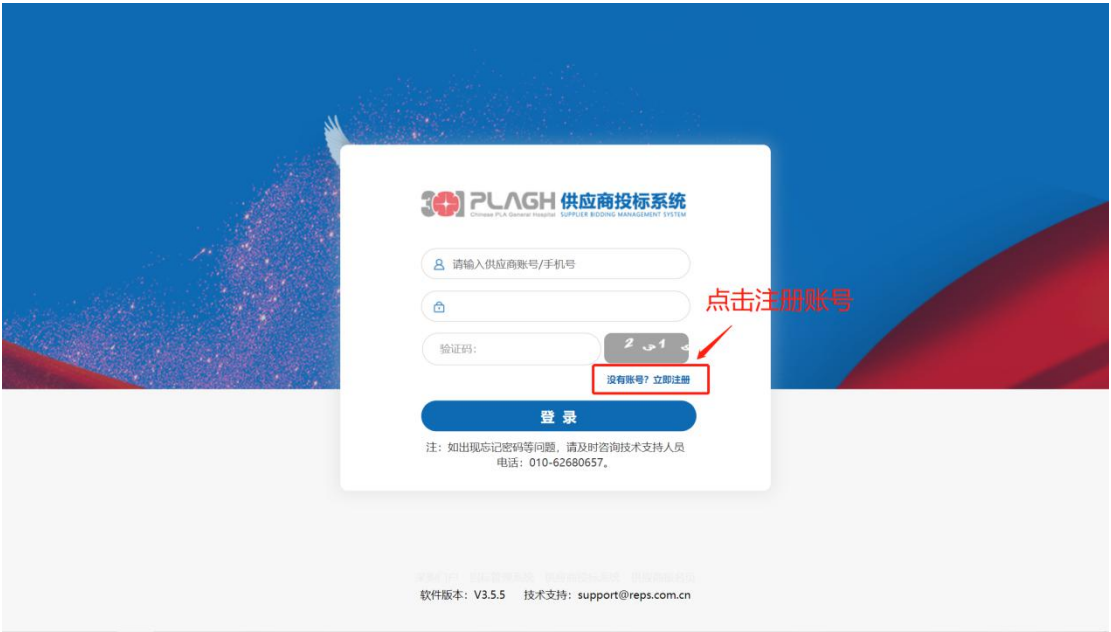 301 PLAGH 供应商投标系统
Chinese PLA General Hospital SUPPLIER BIDDING MANAGEMENT SYSTEM
请输入供应商账号/手机号
点击注册账号
验证码:
没有账号? 立即注册
登 录
注: 如出现忘记密码等问题, 请及时咨询技术支持人员
电话: 010-62680657。
软件版本: V3.5.5 技术支持: support@reps.com.cn